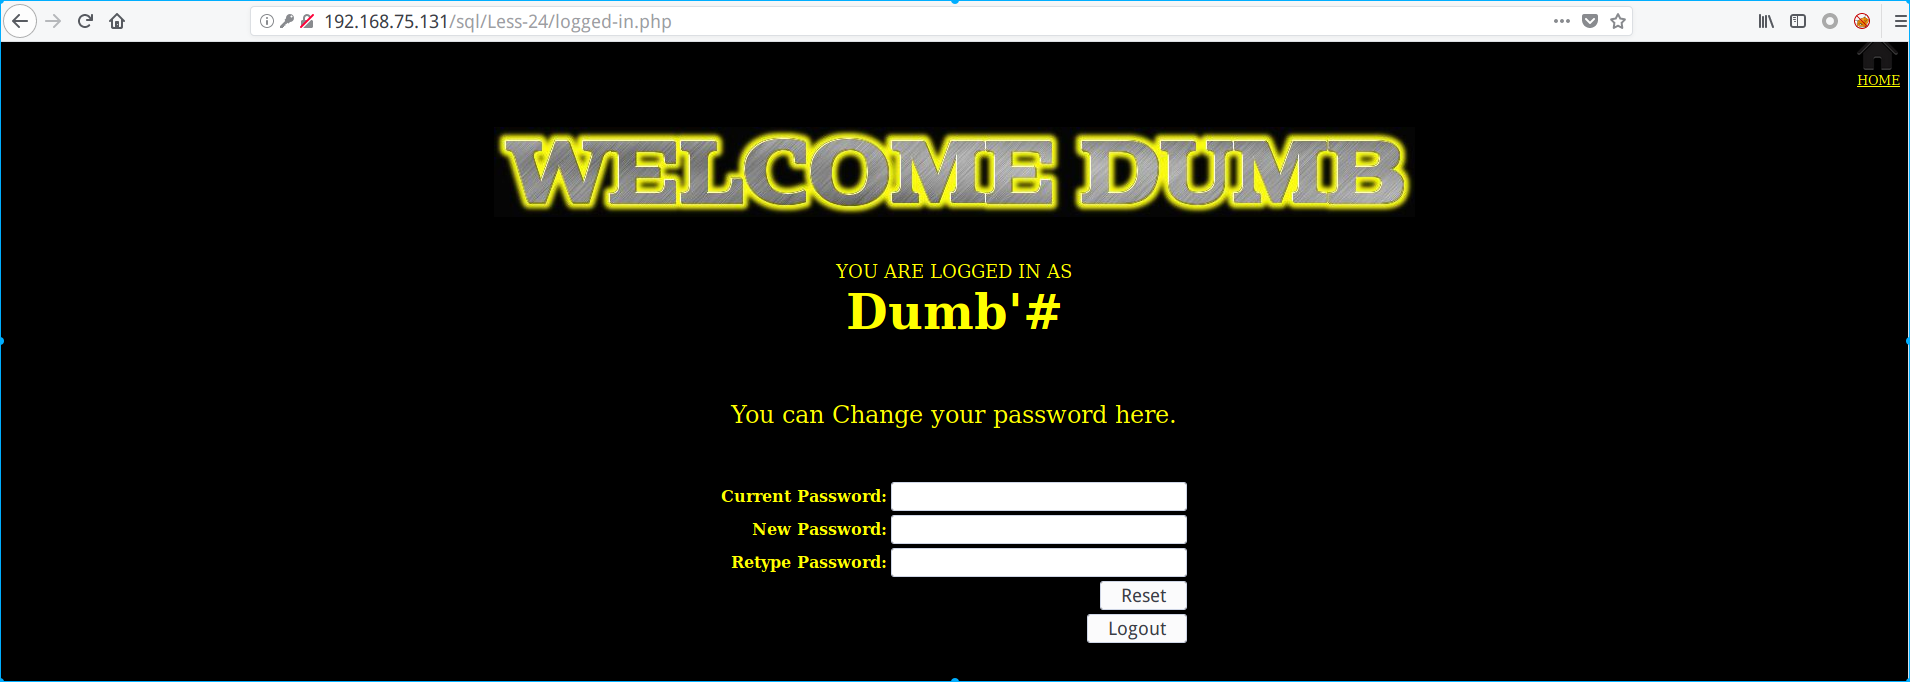 192.168.75.131/sql/Less-24/logged-in.php
HOME
WELCOME DUMB
YOU ARE LOGGED IN AS
Dumb'#
You can Change your password here.
Current Password:
New Password:
Retype Password:
Reset
Logout